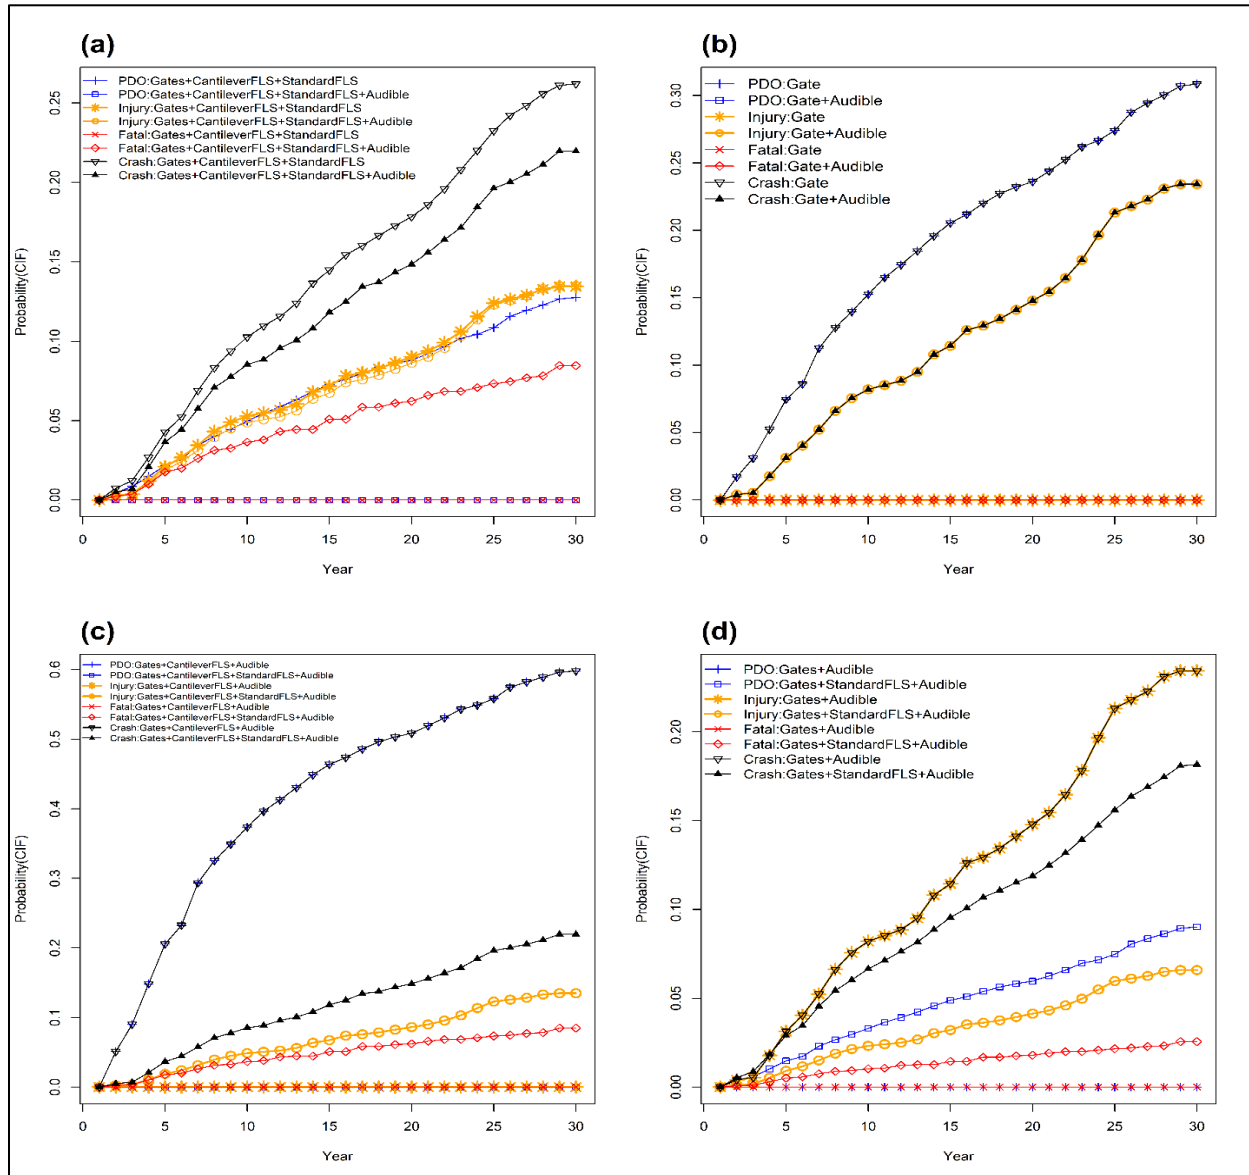 (a)
PDO:Gates+CantileverFLS+StandardFLS
PDO:Gates+CantileverFLS+StandardFLS+Audible
Injury:Gates+CantileverFLS+StandardFLS
Injury:Gates+CantileverFLS+StandardFLS+Audible
Fatal:Gates+CantileverFLS+StandardFLS
Fatal:Gates+CantileverFLS+StandardFLS+Audible
Crash:Gates+CantileverFLS+StandardFLS
Crash:Gates+CantileverFLS+StandardFLS+Audible
Probability(CIF)
0.25
0.20
0.15
0.10
0.05
0.00
0 5 10 15 20 25 30
Year
(b)
PDO:Gate
PDO:Gate+Audible
Injury:Gate
Injury:Gate+Audible
Fatal:Gate
Fatal:Gate+Audible
Crash:Gate
Crash:Gate+Audible
Probability(CIF)
0.30
0.25
0.20
0.15
0.10
0.05
0.00
0 5 10 15 20 25 30
Year
(c)
PDO:Gates+CantileverFLS+Audible
PDO:Gates+CantileverFLS+StandardFLS+Audible
Injury:Gates+CantileverFLS+Audible
Injury:Gates+CantileverFLS+StandardFLS+Audible
Fatal:Gates+CantileverFLS+Audible
Fatal:Gates+CantileverFLS+StandardFLS+Audible
Crash:Gates+CantileverFLS+Audible
Crash:Gates+CantileverFLS+StandardFLS+Audible
Probability(CIF)
0.6
0.5
0.4
0.3
0.2
0.1
0.0
0 5 10 15 20 25 30
Year
(d)
PDO:Gates+Audible
PDO:Gates+StandardFLS+Audible
Injury:Gates+Audible
Injury:Gates+StandardFLS+Audible
Fatal:Gates+Audible
Fatal:Gates+StandardFLS+Audible
Crash:Gates+Audible
Crash:Gates+StandardFLS+Audible
Probability(CIF)
0.20
0.15
0.10
0.05
0.00
0 5 10 15 20 25 30
Year